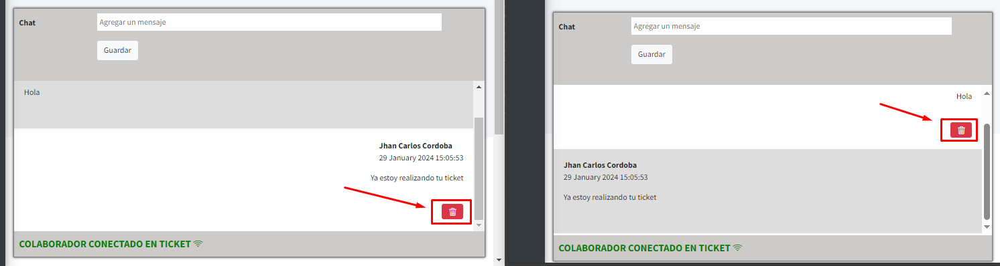 Chat
Agregar un mensaje
Guardar
Hola
Jhan Carlos Cordoba
29 January 2024 15:05:53
Ya estoy realizando tu ticket
COLABORADOR CONECTADO EN TICKET
Chat
Agregar un mensaje
Guardar
Hola
Jhan Carlos Cordoba
29 January 2024 15:05:53
Ya estoy realizando tu ticket
COLABORADOR CONECTADO EN TICKET